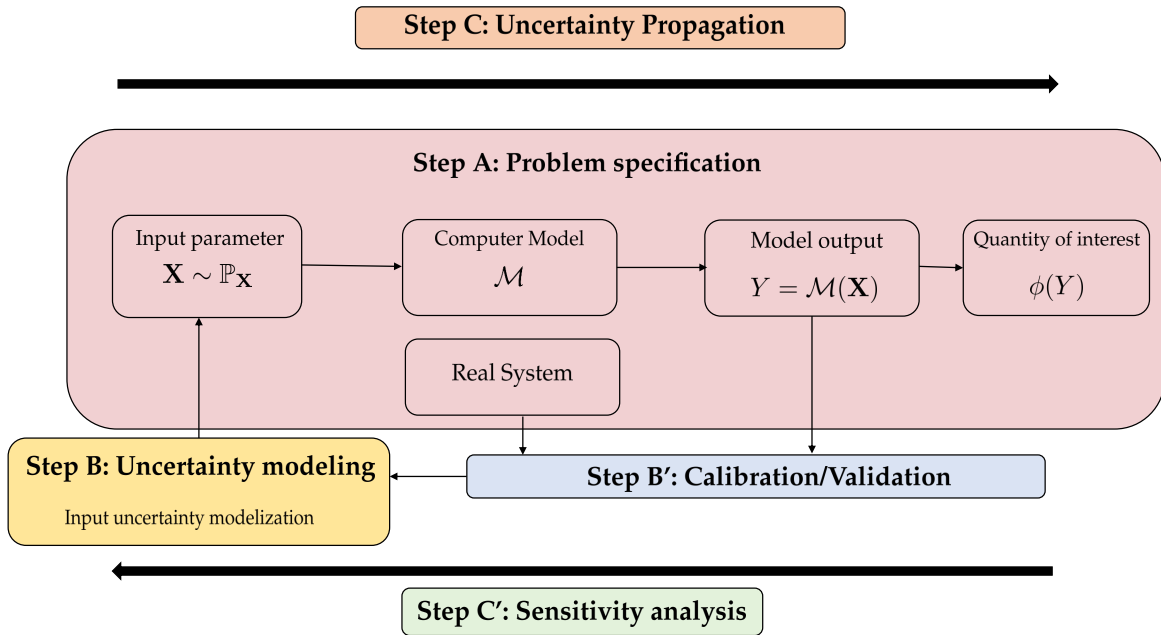 Step C: Uncertainty Propagation
Step A: Problem specification
Input parameter
𝐗 ∼ ℙ_𝐗
Computer Model
ℳ
Model output
Y = ℳ(𝐗)
Quantity of interest
ϕ(Y)
Real System
Step B: Uncertainty modeling
Input uncertainty modelization
Step B’: Calibration/Validation
Step C’: Sensitivity analysis